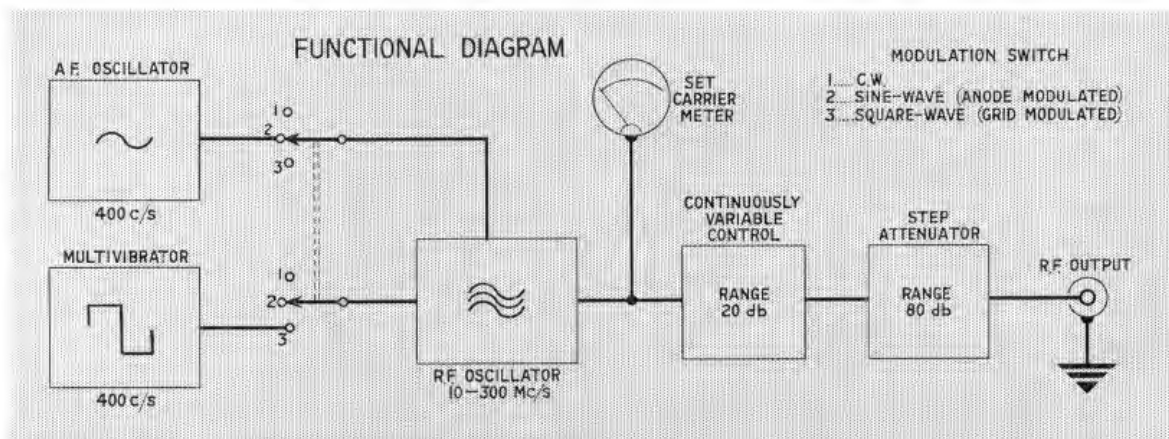 FUNCTIONAL DIAGRAM
A.F. OSCILLATOR
400 c/s
MULTIVIBRATOR
400 c/s
1
2
3
1
2
3
R.F. OSCILLATOR
10—300 Mc/s
SET
CARRIER
METER
MODULATION SWITCH
1.....C.W.
2.....SINE-WAVE (ANODE MODULATED)
3.....SQUARE-WAVE (GRID MODULATED)
CONTINUOUSLY
VARIABLE
CONTROL
RANGE
20 db
STEP
ATTENUATOR
RANGE
80 db
R.F. OUTPUT